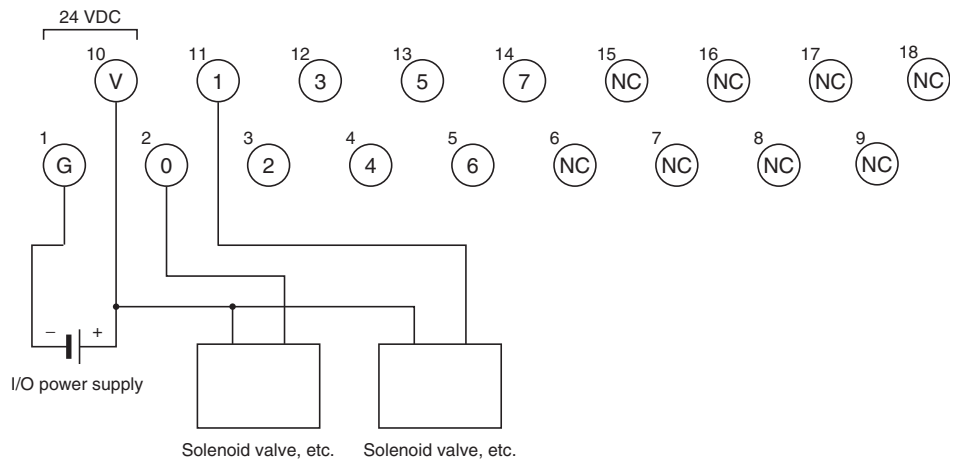 24 VDC
10 11 12 13 14 15 16 17 18
V 1 3 5 7 NC NC NC NC
1 2 3 4 5 6 7 8 9
G 0 2 4 6 NC NC NC NC
− +
I/O power supply
Solenoid valve, etc. Solenoid valve, etc.